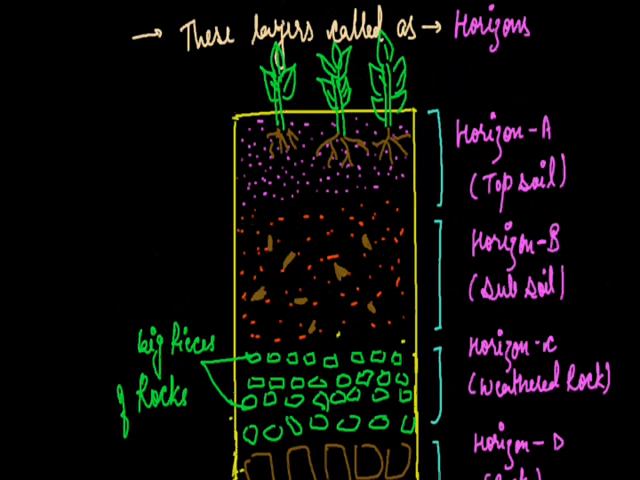 → These layers called as → Horizons
Horizon-A
(Top soil)
Horizon-B
(Sub soil)
big Pieces
of Rocks
Horizon-C
(Weathered Rock)
Horizon-D